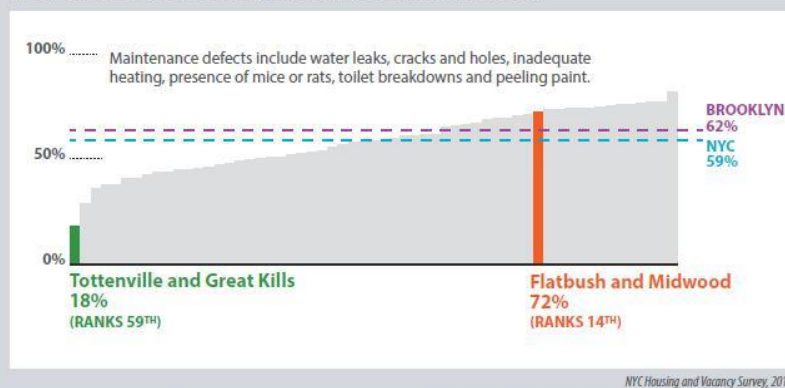 100%
Maintenance defects include water leaks, cracks and holes, inadequate
heating, presence of mice or rats, toilet breakdowns and peeling paint.
BROOKLYN
62%
NYC
59%
50%
0%
Tottenville and Great Kills
18%
(RANKS 59TH)
Flatbush and Midwood
72%
(RANKS 14TH)
NYC Housing and Vacancy Survey,